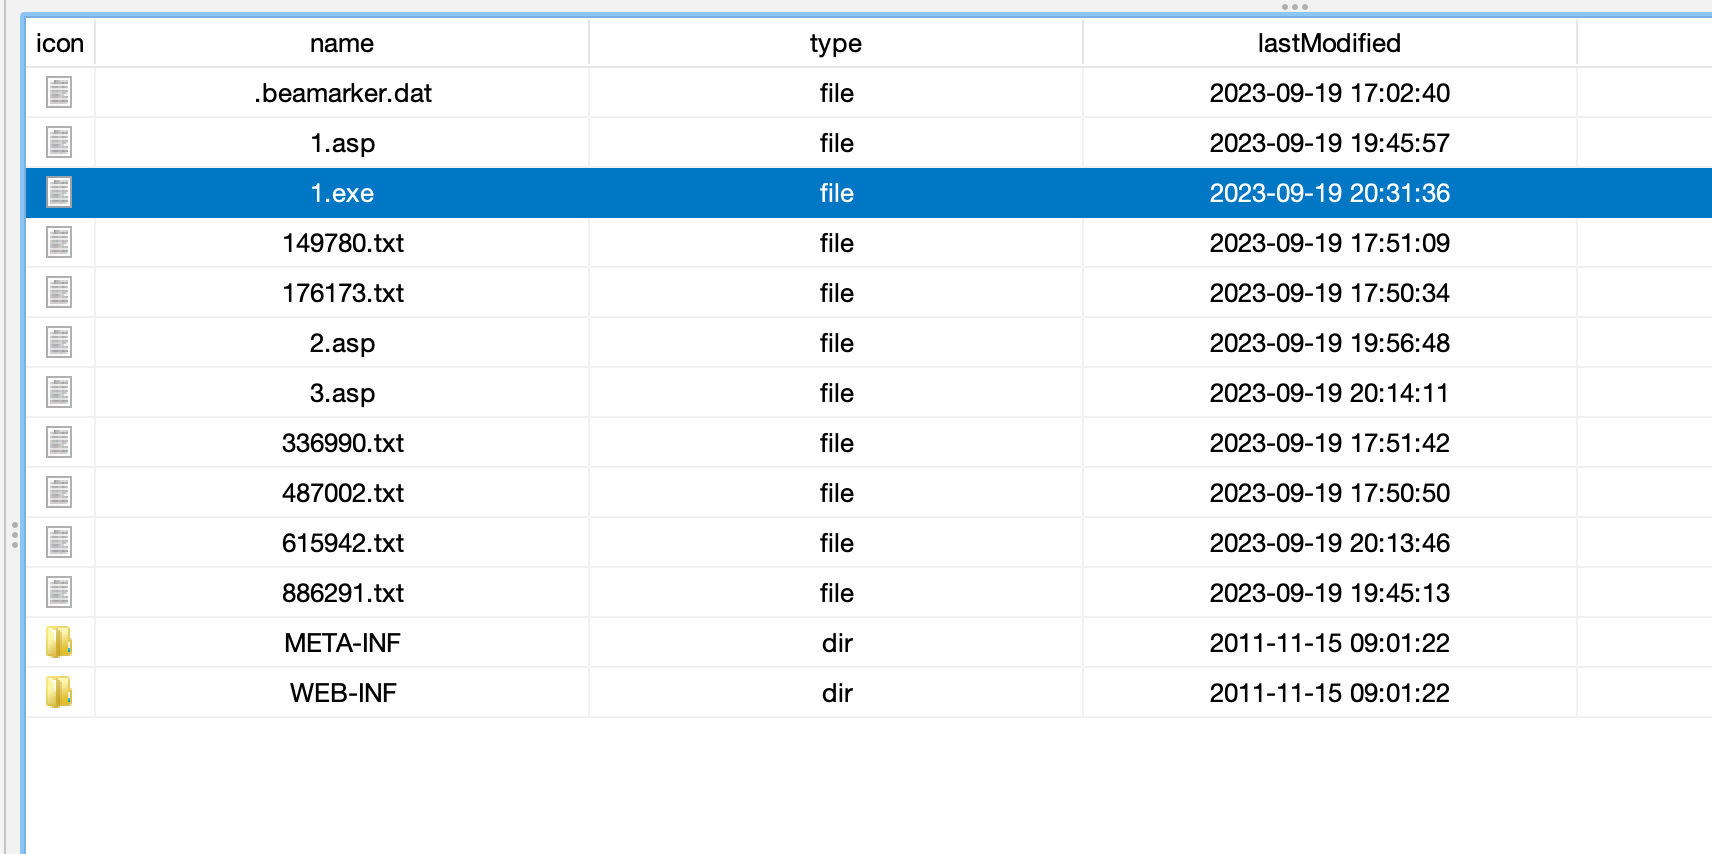 icon name type lastModified
.beamarker.dat file 2023-09-19 17:02:40
1.asp file 2023-09-19 19:45:57
1.exe file 2023-09-19 20:31:36
149780.txt file 2023-09-19 17:51:09
176173.txt file 2023-09-19 17:50:34
2.asp file 2023-09-19 19:56:48
3.asp file 2023-09-19 20:14:11
336990.txt file 2023-09-19 17:51:42
487002.txt file 2023-09-19 17:50:50
615942.txt file 2023-09-19 20:13:46
886291.txt file 2023-09-19 19:45:13
META-INF dir 2011-11-15 09:01:22
WEB-INF dir 2011-11-15 09:01:22